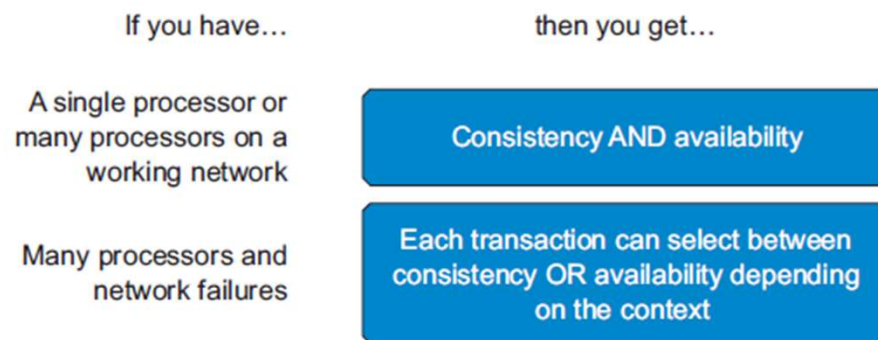 If you have…
then you get…
A single processor or
many processors on a
working network
Consistency AND availability
Many processors and
network failures
Each transaction can select between
consistency OR availability depending
on the context